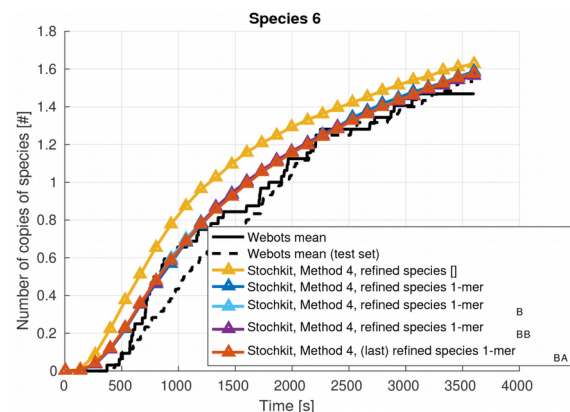 Species 6
Number of copies of species [#]
1.8
1.6
1.4
1.2
1
0.8
0.6
0.4
0.2
0
Webots mean
Webots mean (test set)
Stochkit, Method 4, refined species []
Stochkit, Method 4, refined species 1-mer
Stochkit, Method 4, refined species 1-mer B
Stochkit, Method 4, refined species 1-mer BB
Stochkit, Method 4, (last) refined species 1-mer BA
0 500 1000 1500 2000 2500 3000 3500 4000
Time [s]